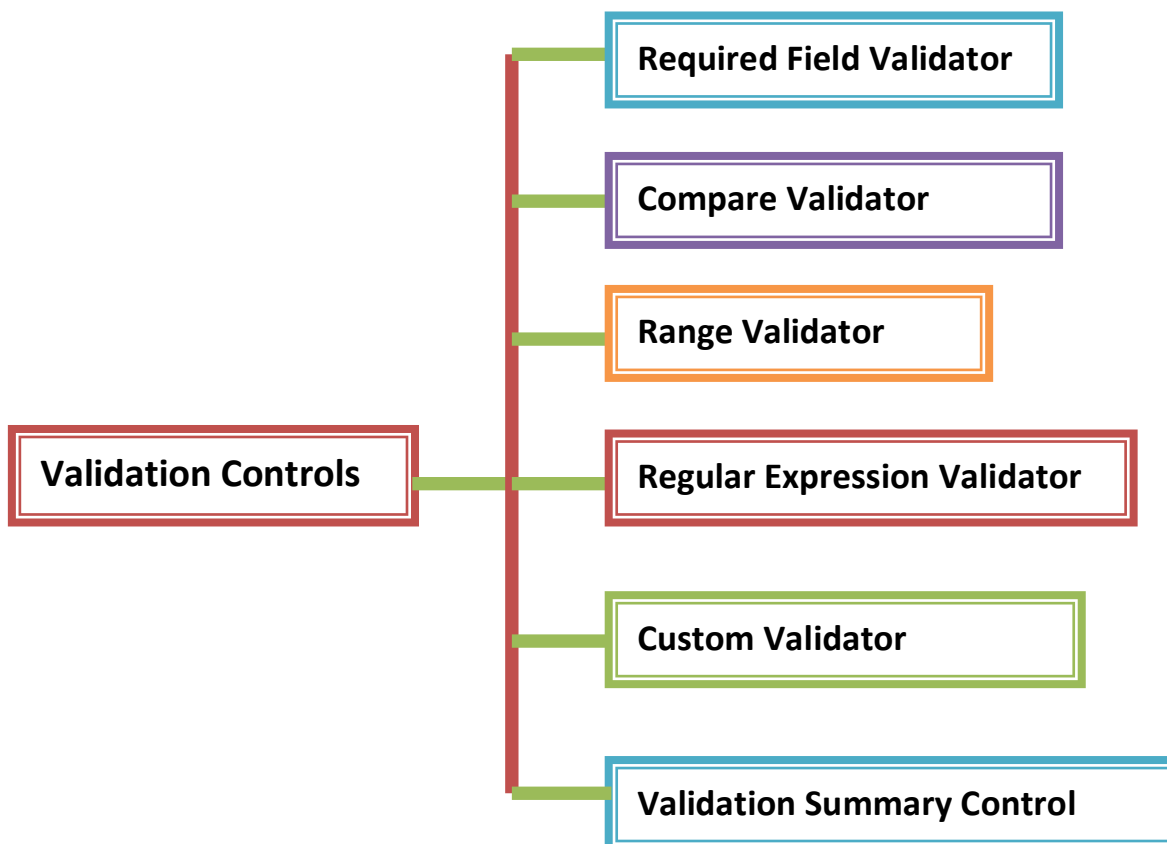 Required Field Validator
Compare Validator
Range Validator
Validation Controls
Regular Expression Validator
Custom Validator
Validation Summary Control